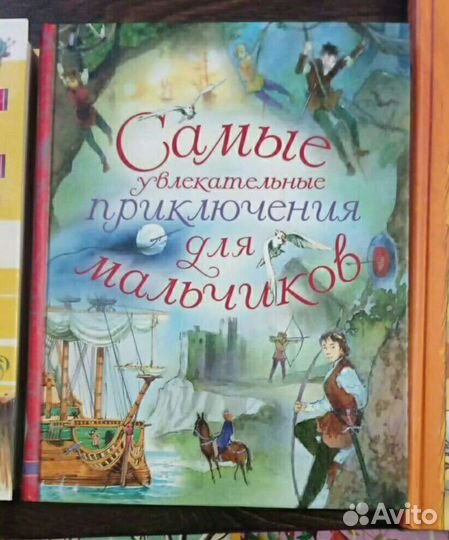 Самые
увлекательные
приключения
для
мальчиков
Avito